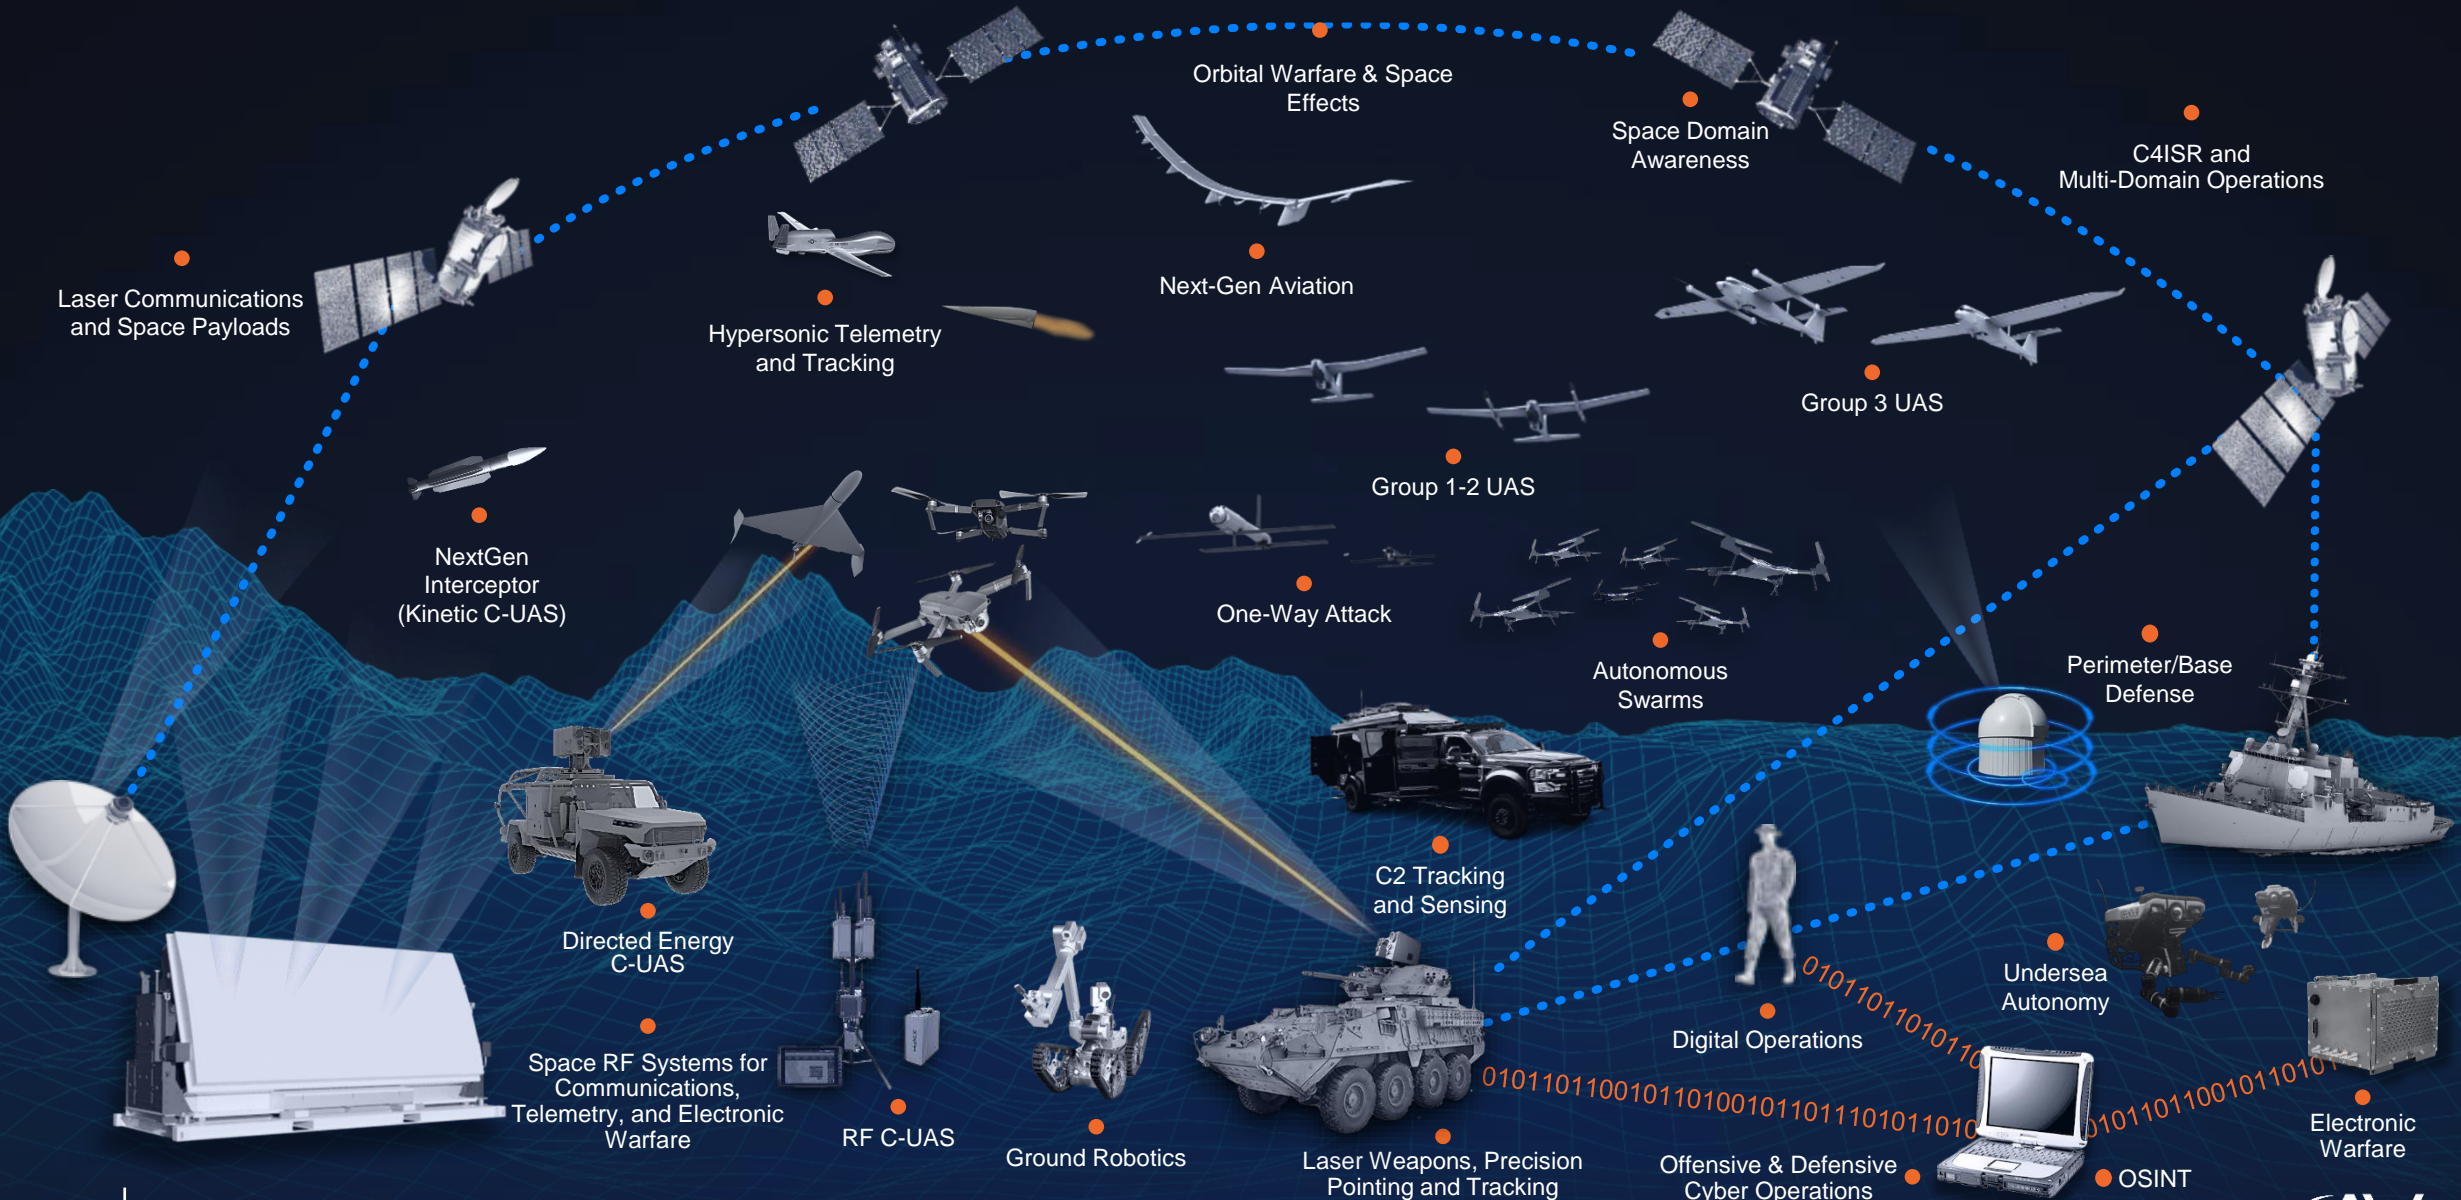 Orbital Warfare & Space
Effects
Space Domain
Awareness
C4ISR and
Multi-Domain Operations
Laser Communications
and Space Payloads
Next-Gen Aviation
Hypersonic Telemetry
and Tracking
Group 3 UAS
Group 1-2 UAS
NextGen
Interceptor
(Kinetic C-UAS)
One-Way Attack
Autonomous
Swarms
Perimeter/Base
Defense
C2 Tracking
and Sensing
Directed Energy
C-UAS
Undersea
Autonomy
Digital Operations
Space RF Systems for
Communications,
Telemetry, and Electronic
Warfare
RF C-UAS
Ground Robotics
Laser Weapons, Precision
Pointing and Tracking
Offensive & Defensive
Cyber Operations
OSINT
Electronic
Warfare